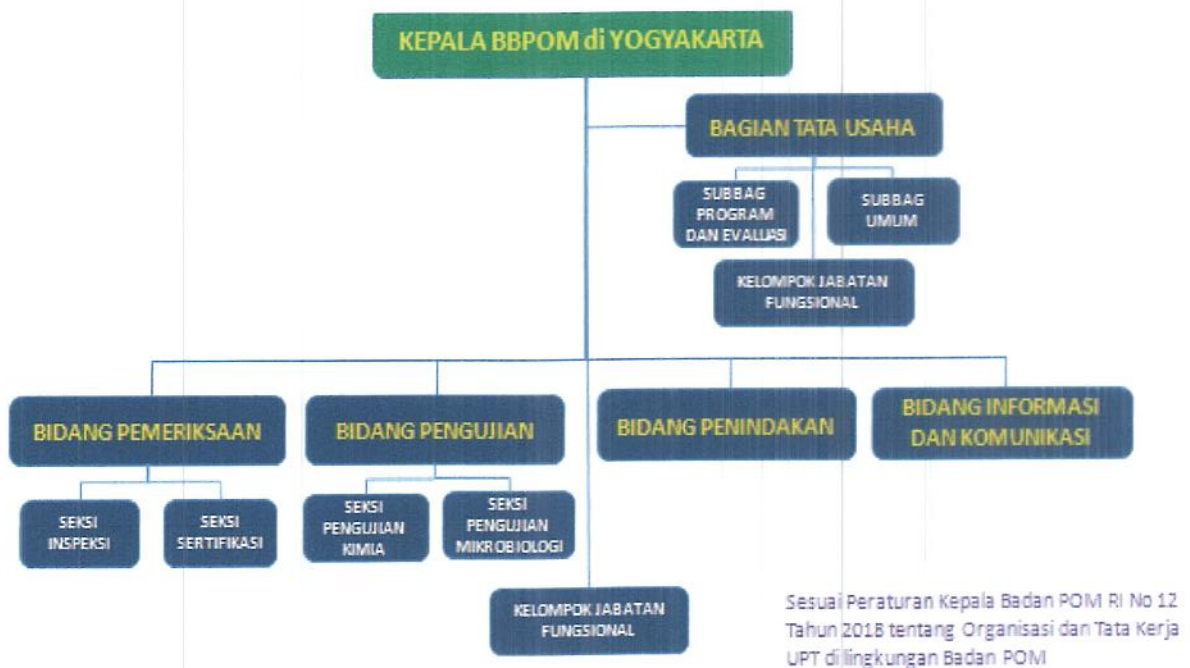 KEPALA BBPOM di YOGYAKARTA
BAGIAN TATA USAHA
SUBBAG
PROGRAM
DAN EVALUASI
SUBBAG
UMUM
KELOMPOK JABATAN
FUNGSIONAL
BIDANG PEMERIKSAAN
BIDANG PENGUJIAN
BIDANG PENINDAKAN
BIDANG INFORMASI
DAN KOMUNIKASI
SEKSI
INSPEKSI
SEKSI
SERTIFIKASI
SEKSI
PENGUJIAN
KIMIA
SEKSI
PENGUJIAN
MIKROBIOLOGI
KELOMPOK JABATAN
FUNGSIONAL
Sesuai Peraturan Kepala Badan POM RI No 12
Tahun 2018 tentang Organisasi dan Tata Kerja
UPT di lingkungan Badan POM